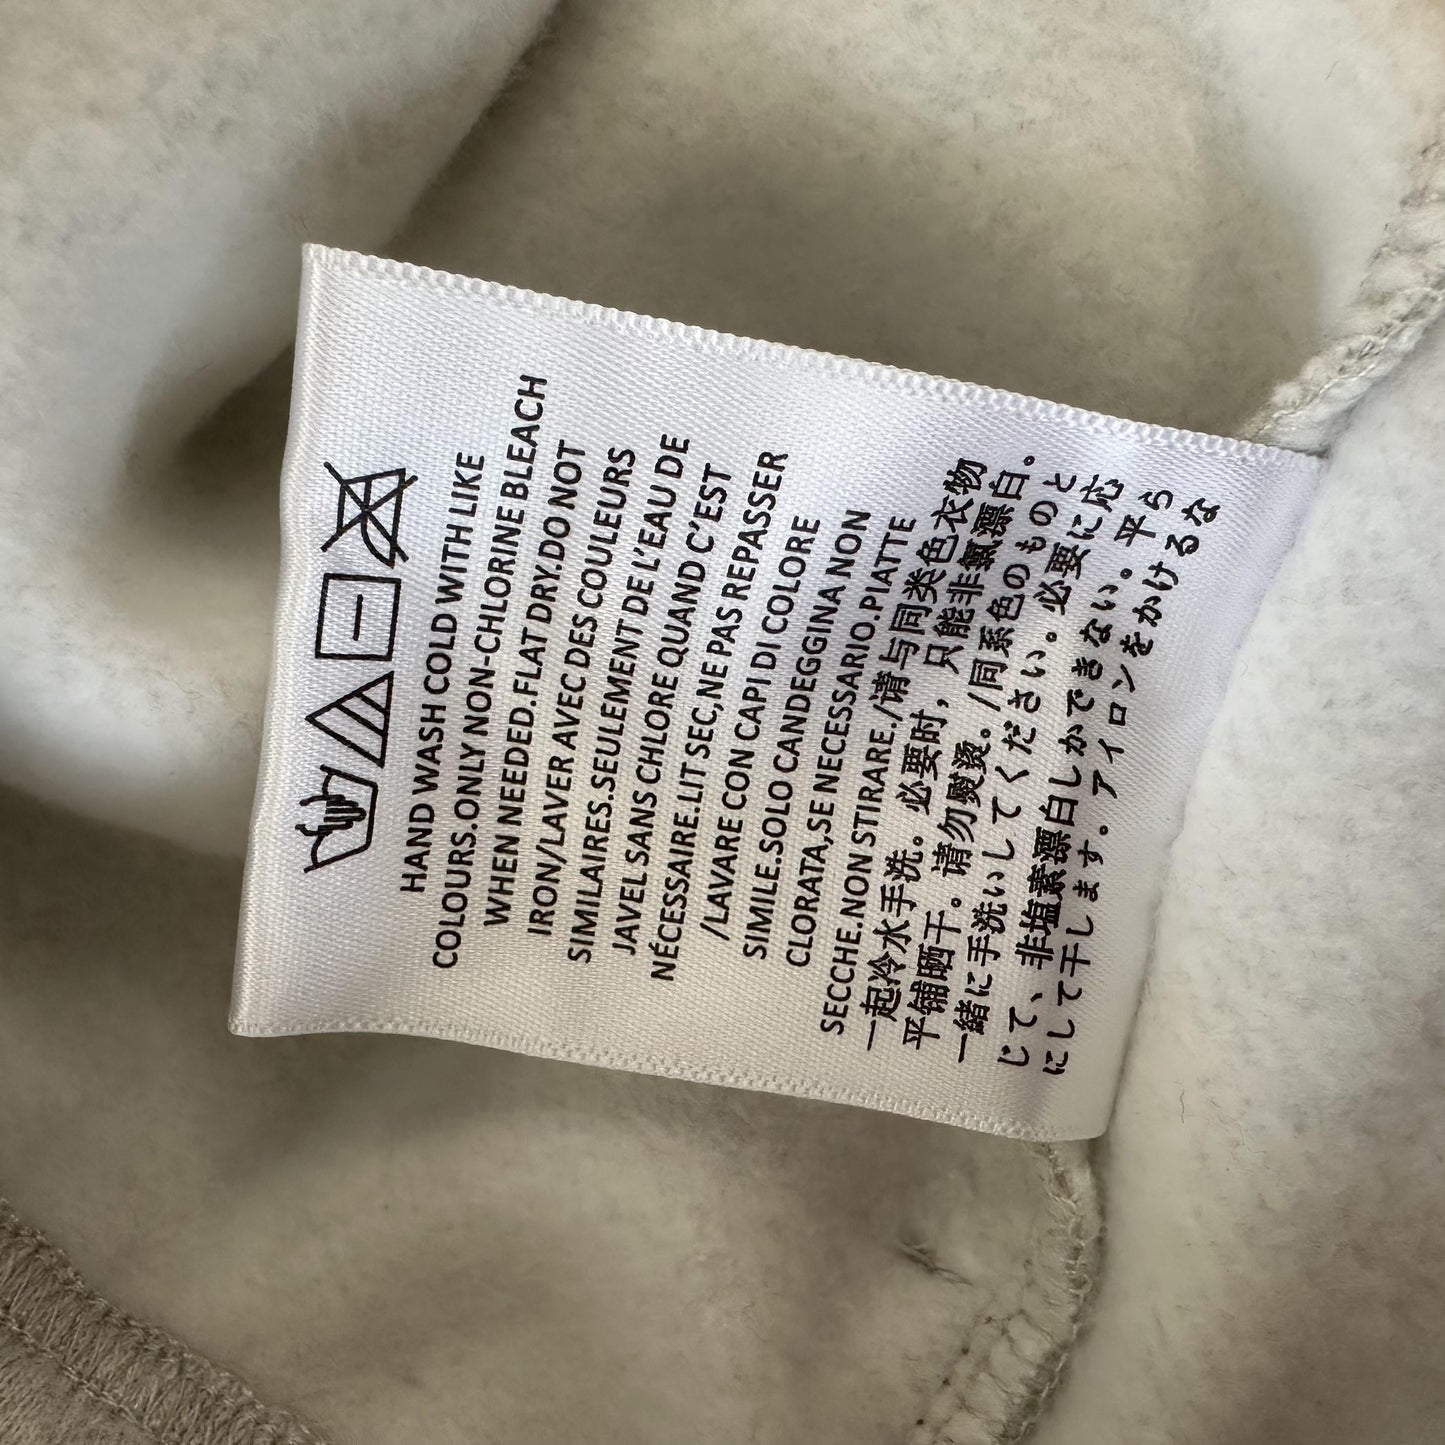 HAND WASH COLD WITH LIKE
COLOURS.ONLY NON-CHLORINE BLEACH
WHEN NEEDED.FLAT DRY.DO NOT
IRON/LAVER AVEC DES COULEURS
SIMILAIRES.SEULEMENT DE L'EAU DE
JAVEL SANS CHLORE QUAND C'EST
NÉCESSAIRE.LIT SEC,NE PAS REPASSER
/LAVARE CON CAPI DI COLORE
SIMILE.SOLO CANDEGGINA NON
CLORATA,SE NECESSARIO.PIATTE
SECCHE.NON STIRARE./请与同类色衣物
一起冷水手洗。必要时，只能非氯漂白。
平铺晒干。请勿熨烫。/同系色のものと
一緒に手洗いしてください。必要に応
じて、非塩素漂白しかできない。平ら
にして干します。アイロンをかけるな